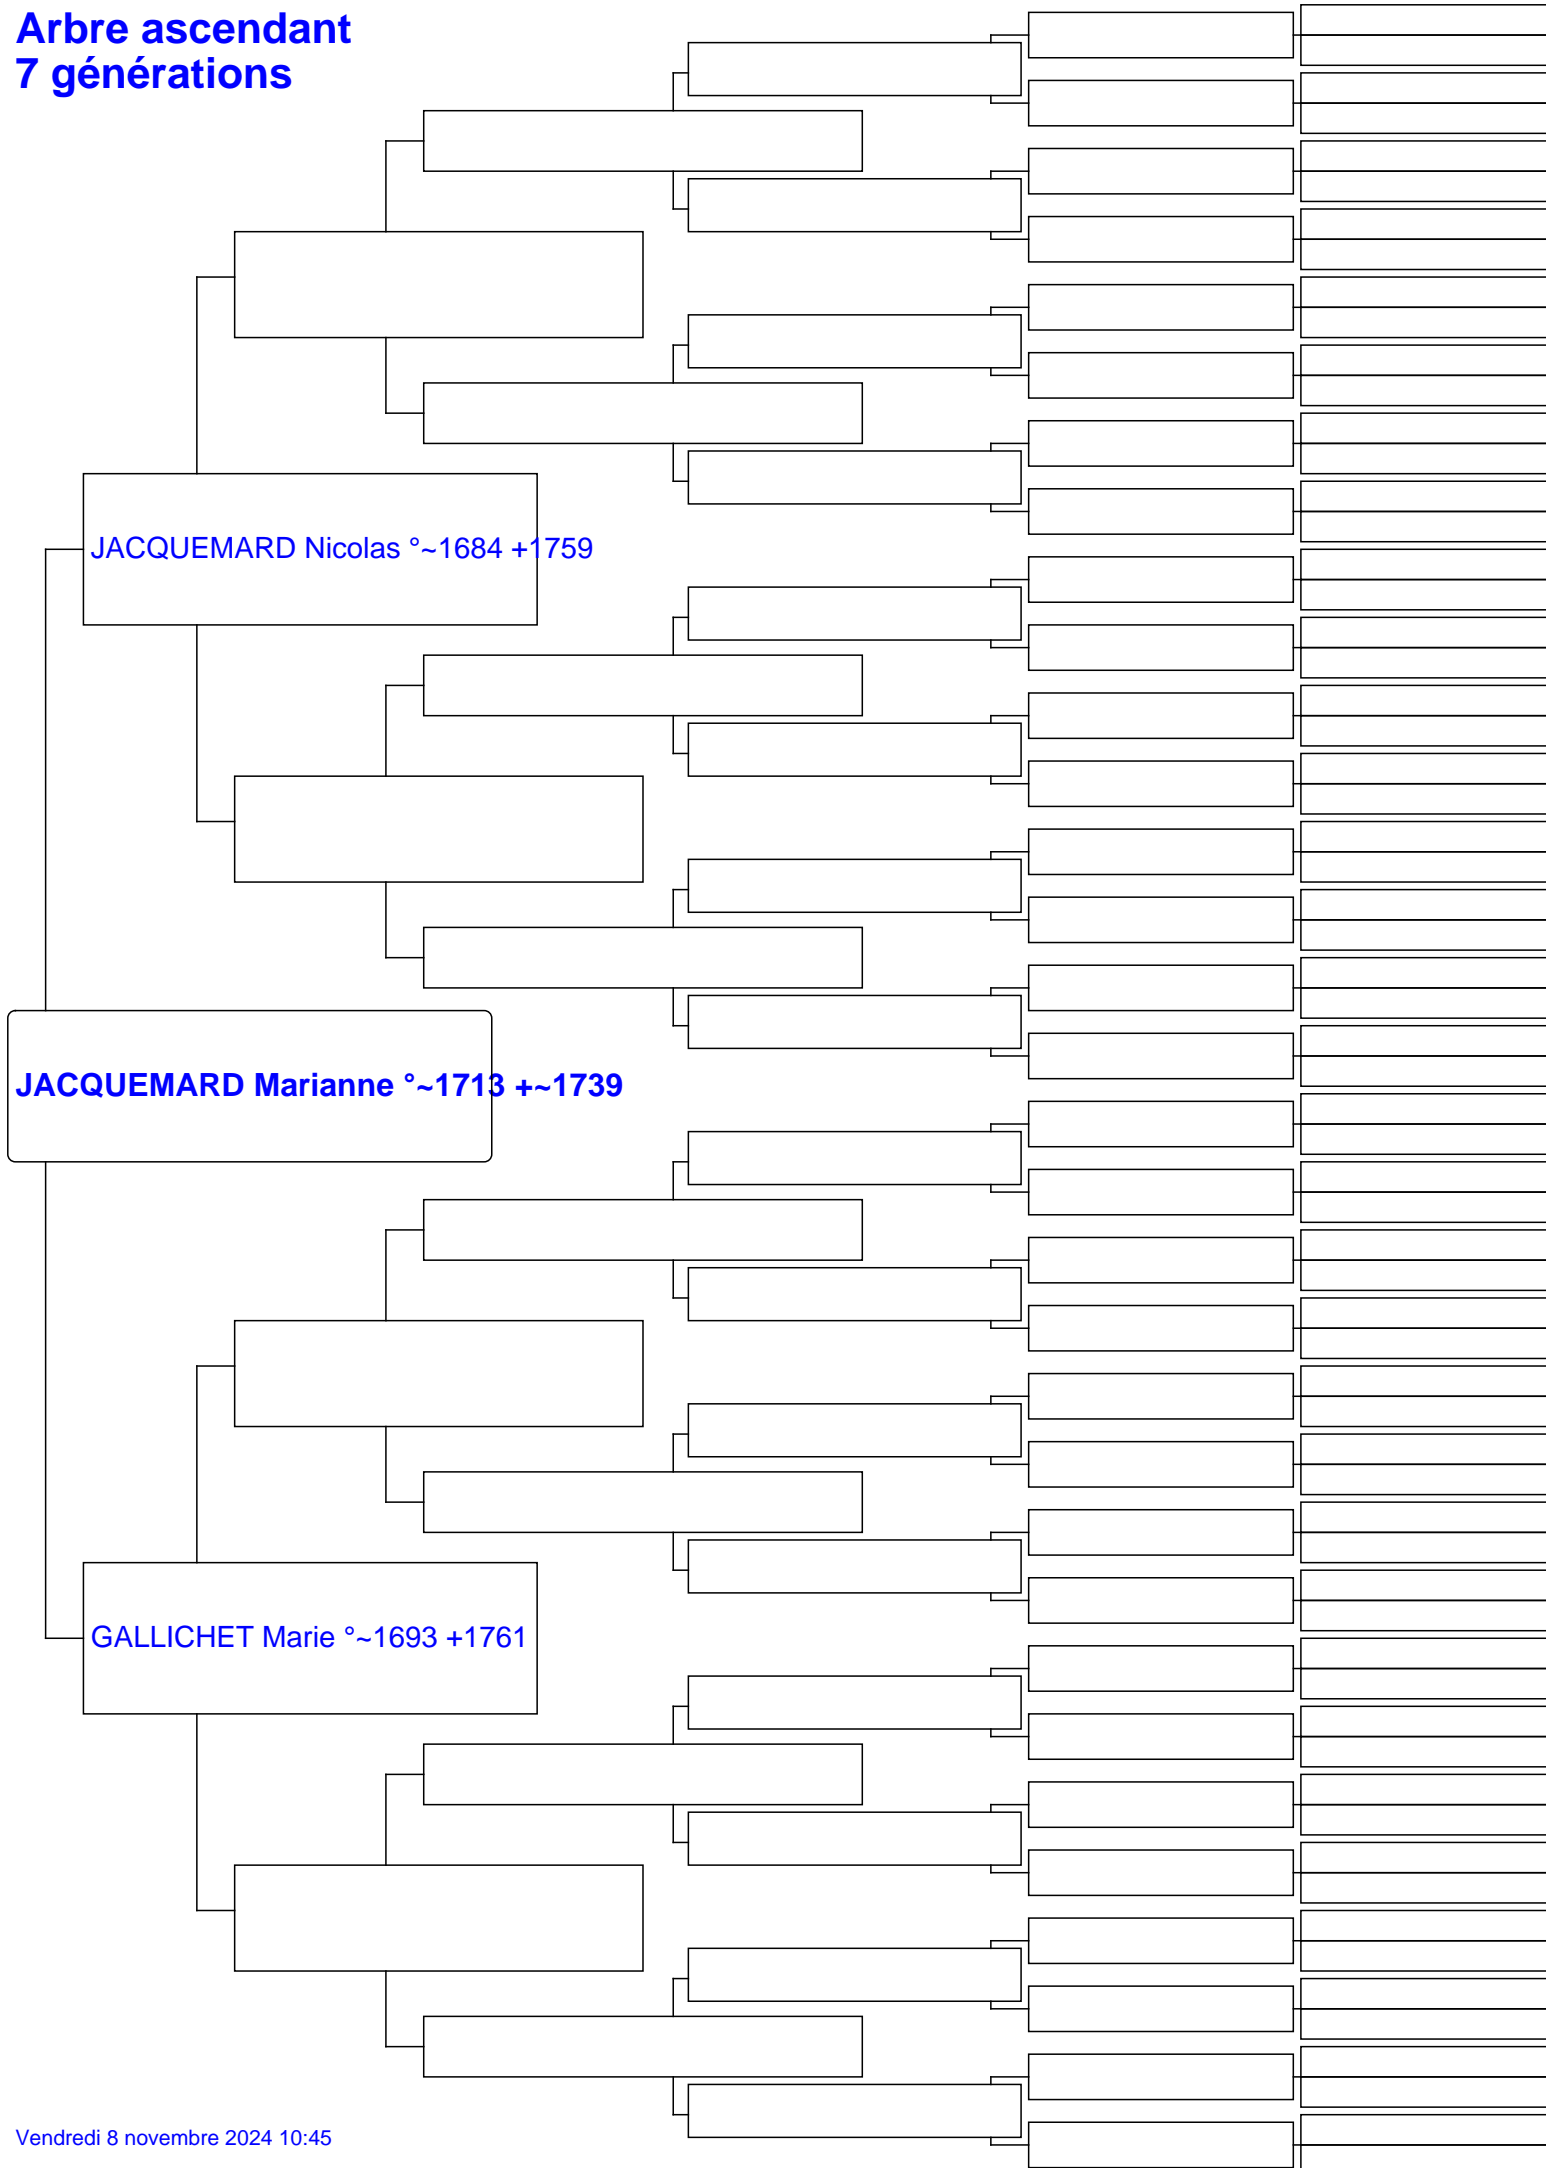 Arbre ascendant
7 générations
JACQUEMARD Nicolas °~1684 +1759
JACQUEMARD Marianne °~1713 +~1739
GALLICHET Marie °~1693 +1761
Vendredi 8 novembre 2024 10:45